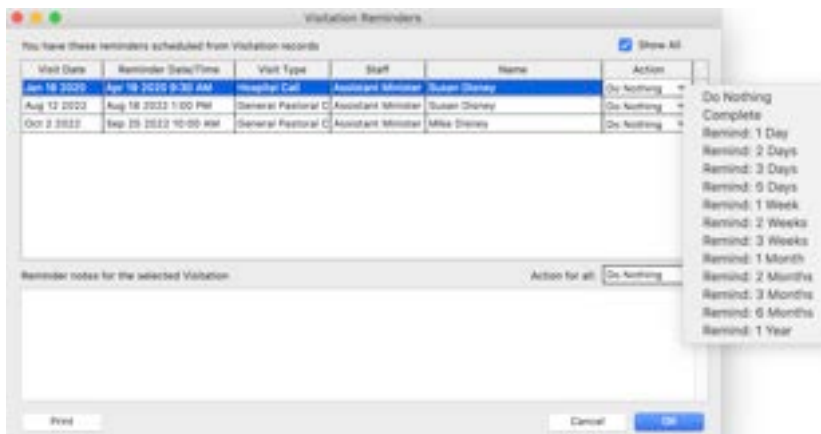 Visitation Reminders
You have these reminders scheduled from Visitation records
Show All
Visit Date Reminder Date/Time Visit Type Staff Name Action
Jan 18 2020 Apr 18 2020 9:30 AM Hospital Call Assistant Minister Susan Disney Do Nothing
Aug 12 2022 Aug 18 2022 1:00 PM General Pastoral C Assistant Minister Susan Disney Do Nothing
Oct 2 2022 Sep 25 2022 10:00 AM General Pastoral C Assistant Minister Mike Disney Do Nothing
Do Nothing
Complete
Remind: 1 Day
Remind: 2 Days
Remind: 3 Days
Remind: 5 Days
Remind: 1 Week
Remind: 2 Weeks
Remind: 3 Weeks
Remind: 1 Month
Remind: 2 Months
Remind: 3 Months
Remind: 6 Months
Remind: 1 Year
Reminder notes for the selected Visitation
Action for all: Do Nothing
Print Cancel OK